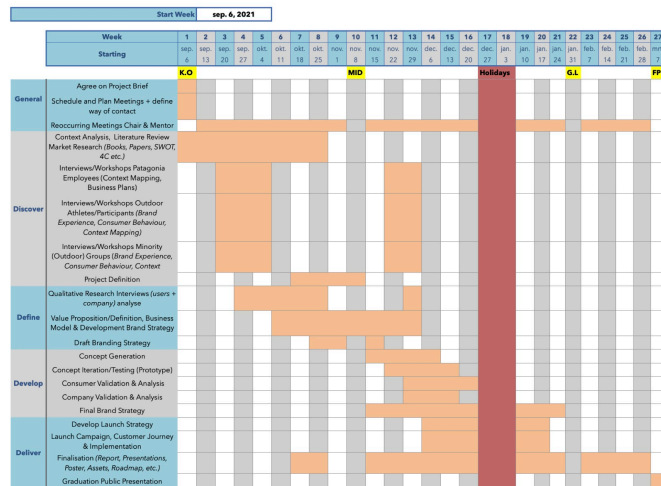 Start Week sep. 6, 2021
Week 1 2 3 4 5 6 7 8 9 10 11 12 13 14 15 16 17 18 19 20 21 22 23 24 25 26 27
Starting sep. sep. sep. sep. okt. okt. okt. okt. nov. nov. nov. nov. nov. dec. dec. dec. dec. jan. jan. jan. jan. jan. feb. feb. feb. feb.
6 13 20 27 4 11 18 25 1 8 15 22 29 6 13 20 27 3 10 17 24 31 7 14 21 28 7
K.O MID Holidays G.L FP
General
Agree on Project Brief
Schedule and Plan Meetings + define
way of contact
Reoccurring Meetings Chair & Mentor
Discover
Context Analysis, Literature Review
Market Research (Books, Papers, SWOT,
4C etc.)
Interviews/Workshops Patagonia
Employees (Context Mapping,
Business Plans)
Interviews/Workshops Outdoor
Athletes/Participants (Brand
Experience, Consumer Behaviour,
Context Mapping)
Interviews/Workshops Minority
(Outdoor) Groups (Brand Experience,
Consumer Behaviour, Context
Project Definition
Define
Qualitative Research Interviews (users +
company) analyse
Value Proposition/Definition, Business
Model & Development Brand Strategy
Draft Branding Strategy
Develop
Concept Generation
Concept Iteration/Testing (Prototype)
Consumer Validation & Analysis
Company Validation & Analysis
Final Brand Strategy
Deliver
Develop Launch Strategy
Launch Campaign, Customer Journey
& Implementation
Finalisation (Report, Presentations,
Poster, Assets, Roadmap, etc.)
Graduation Public Presentation